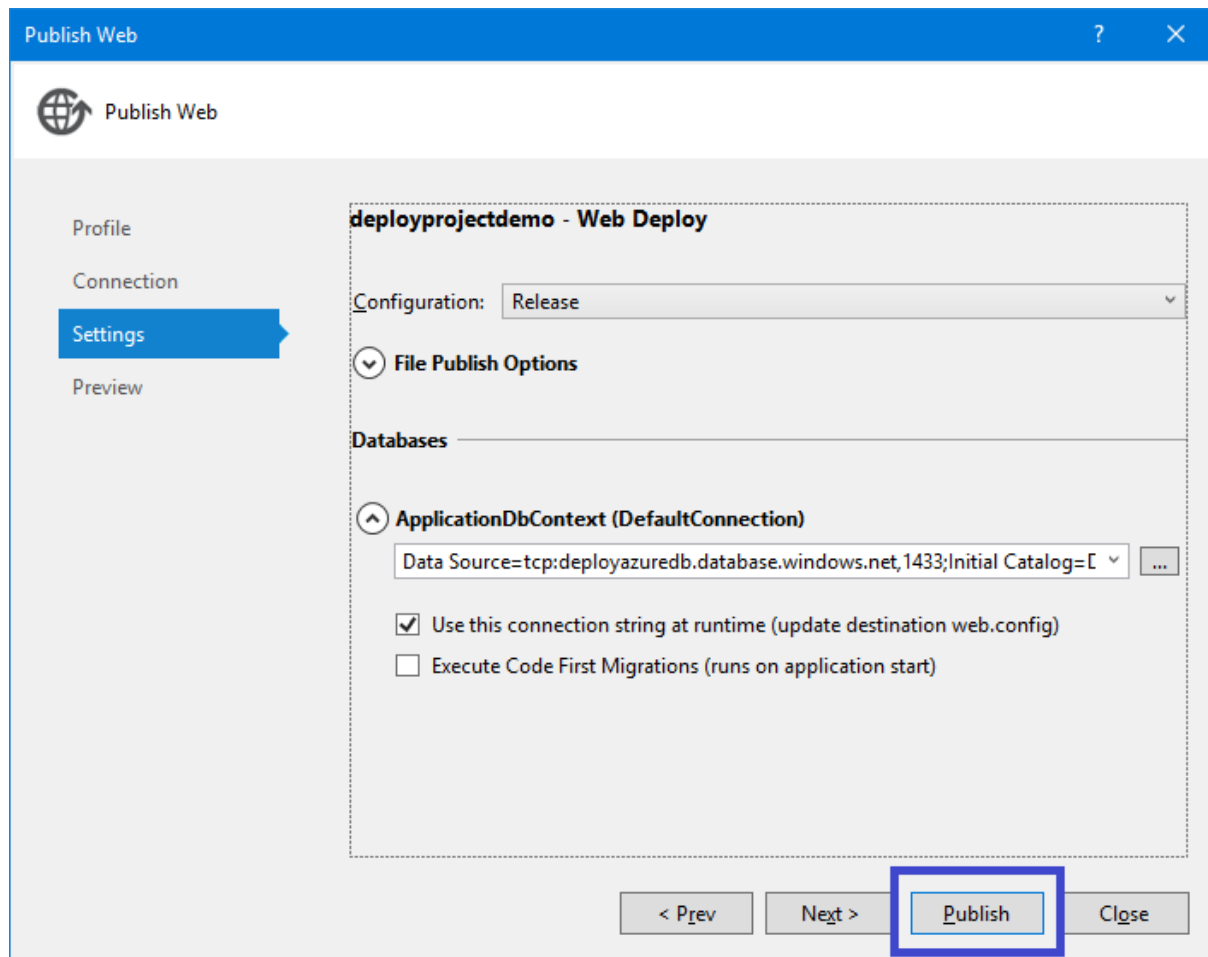 Publish Web
?
Publish Web
Profile
Connection
Settings
Preview
deployprojectdemo - Web Deploy
Configuration: Release
File Publish Options
Databases
ApplicationDbContext (DefaultConnection)
Data Source=tcp:deployazuredb.database.windows.net,1433;Initial Catalog=
...
Use this connection string at runtime (update destination web.config)
Execute Code First Migrations (runs on application start)
< Prev Next > Publish Close